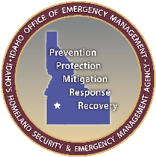 IDAHO OFFICE OF EMERGENCY MANAGEMENT
Prevention
Protection
Mitigation
Response
Recovery
IDAHO'S HOMELAND SECURITY & EMERGENCY MANAGEMENT AGENCY